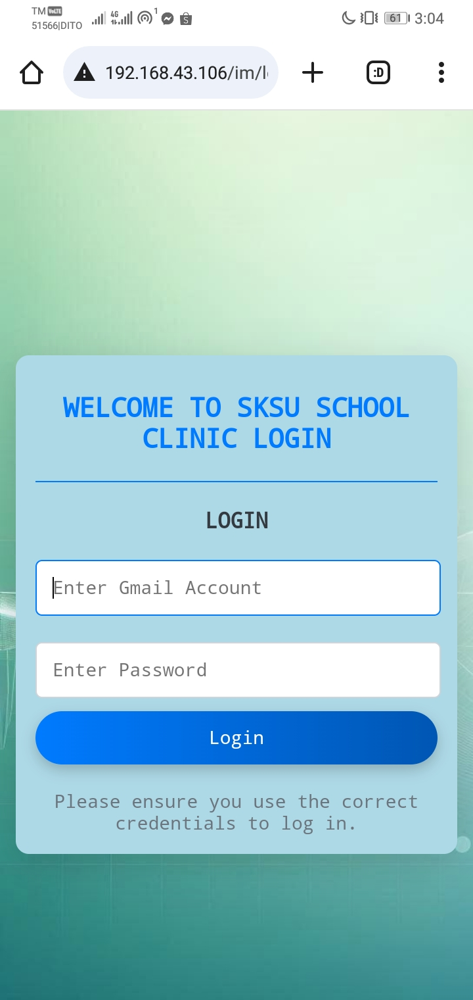 TM VoLTE
51566|DITO 4G 1 61 3:04
192.168.43.106/im/l
:D
WELCOME TO SKSU SCHOOL
CLINIC LOGIN
LOGIN
Enter Gmail Account
Enter Password
Login
Please ensure you use the correct
credentials to log in.